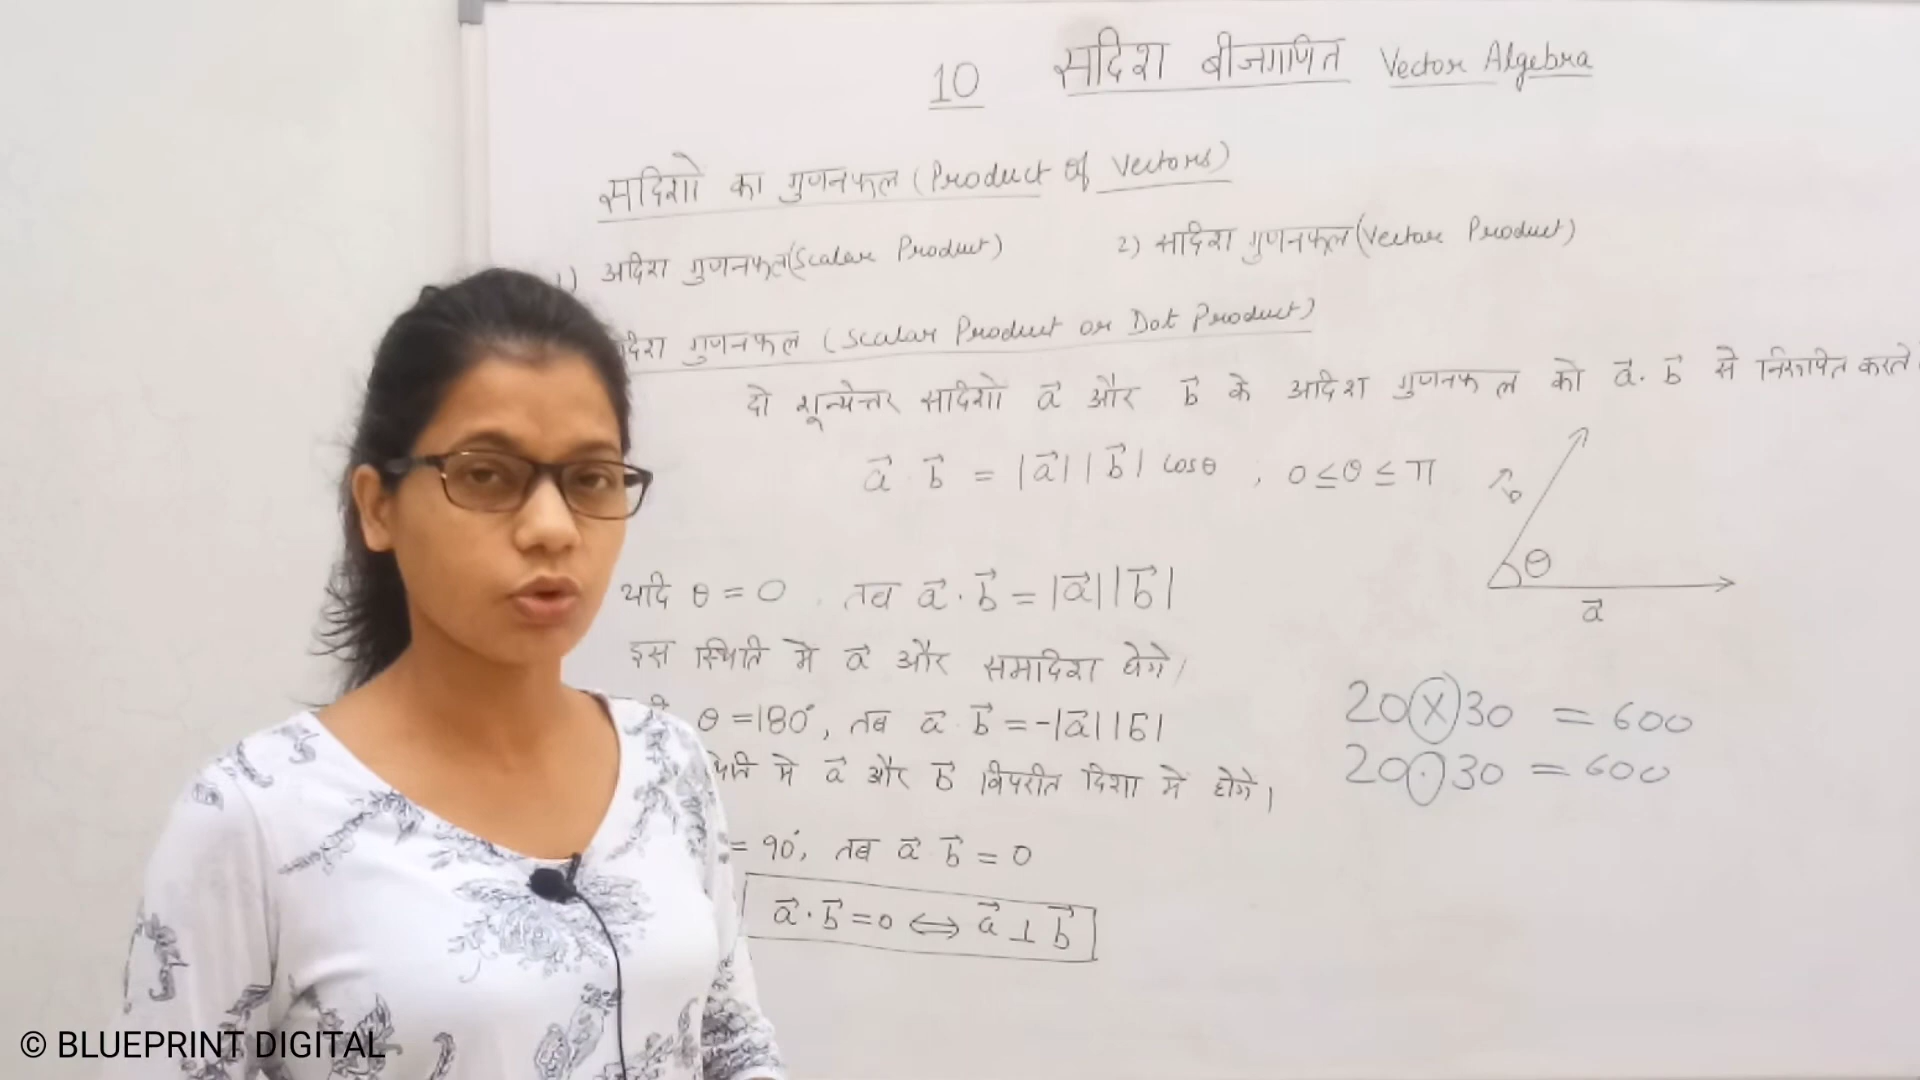 10 सदिश बीजगणित Vector Algebra
सदिशो का गुणनफल (Product of Vectors)
1) अदिश गुणनफल (Scalar Product) 2) सदिश गुणनफल (Vector Product)
दिश गुणनफल (Scalar Product or Dot Product)
दो शून्येत्तर सदिशो a⃗ और b⃗ के अदिश गुणनफल को a⃗. b⃗ से निरूपित करते
a⃗ b⃗ = |a⃗| |b⃗| cosθ , 0 ≤ θ ≤ π
b⃗
θ
a⃗
यदि θ = 0 . तब a⃗ . b⃗ = |a⃗| |b⃗|
इस स्थिति मे a⃗ और समादिश होगे।
θ = 180°, तब a⃗ b⃗ = -|a⃗| |b|
मे a⃗ और b⃗ विपरीत दिशा मे होगे।
= 90°, तब a⃗ b⃗ = 0
a⃗ . b⃗ = 0 ⇔ a⃗ ⊥ b⃗
20 × 30 = 600
20 . 30 = 600
© BLUEPRINT DIGITAL